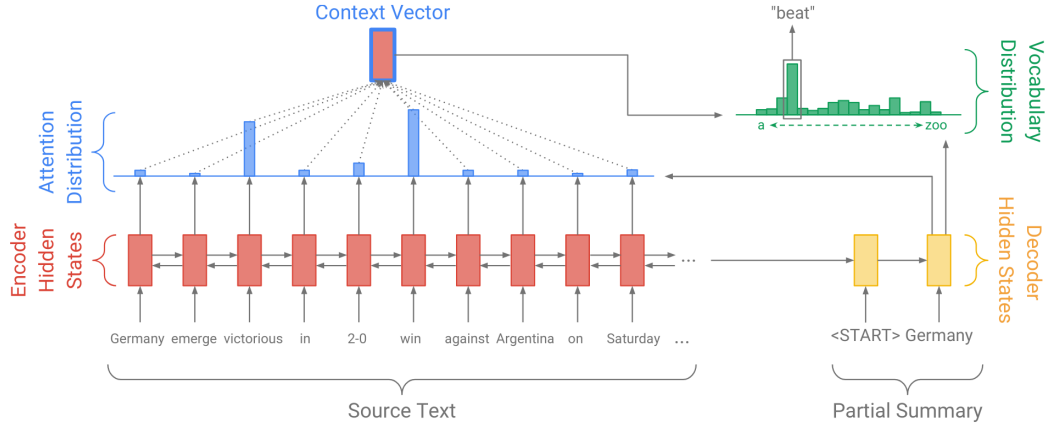 Context Vector
"beat"
Vocabulary
Distribution
a
zoo
Attention
Distribution
Encoder
Hidden
States
...
Decoder
Hidden States
Germany emerge victorious in 2-0 win against Argentina on Saturday ...
<START> Germany
Source Text
Partial Summary